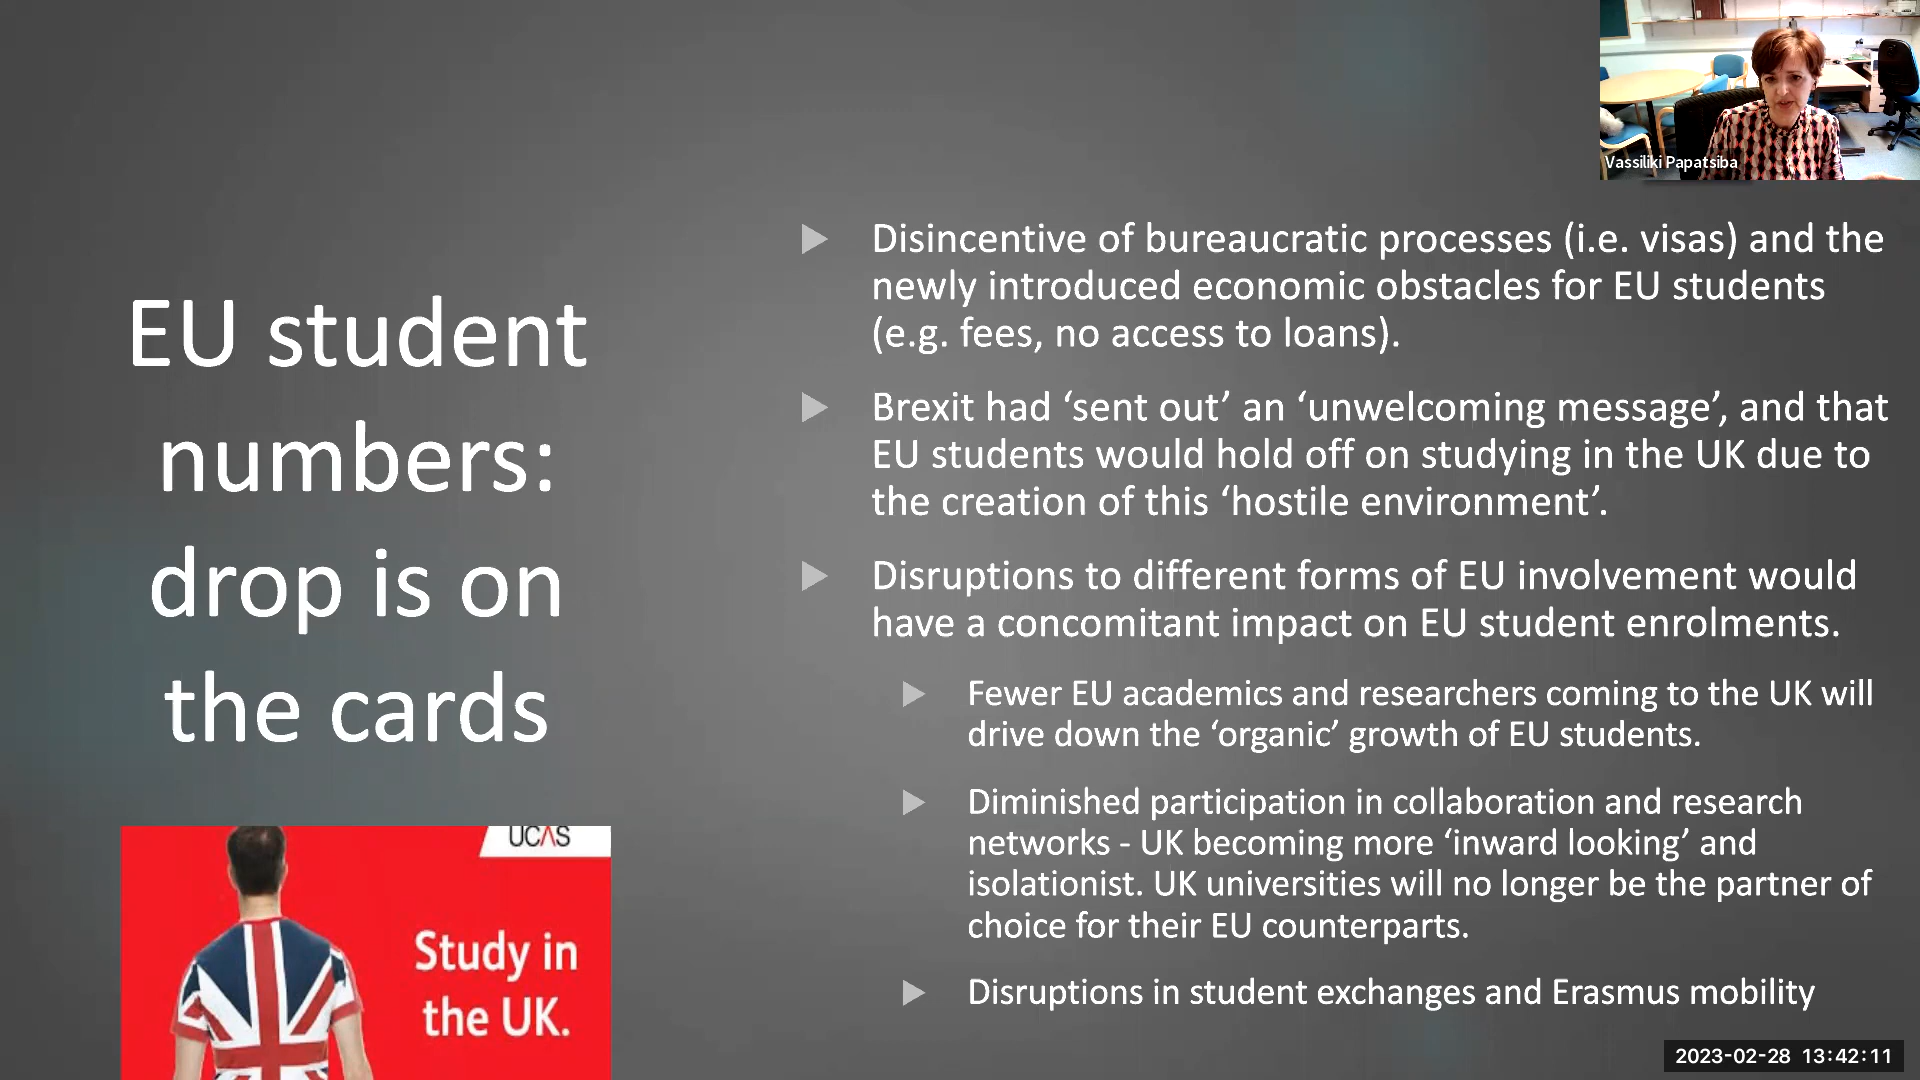 Vassiliki Papatsiba
EU student
numbers:
drop is on
the cards
Disincentive of bureaucratic processes (i.e. visas) and the
newly introduced economic obstacles for EU students
(e.g. fees, no access to loans).
Brexit had ‘sent out’ an ‘unwelcoming message’, and that
EU students would hold off on studying in the UK due to
the creation of this ‘hostile environment’.
Disruptions to different forms of EU involvement would
have a concomitant impact on EU student enrolments.
Fewer EU academics and researchers coming to the UK will
drive down the ‘organic’ growth of EU students.
Diminished participation in collaboration and research
networks - UK becoming more ‘inward looking’ and
isolationist. UK universities will no longer be the partner of
choice for their EU counterparts.
Disruptions in student exchanges and Erasmus mobility
UCAS
Study in
the UK.
2023-02-28 13:42:11